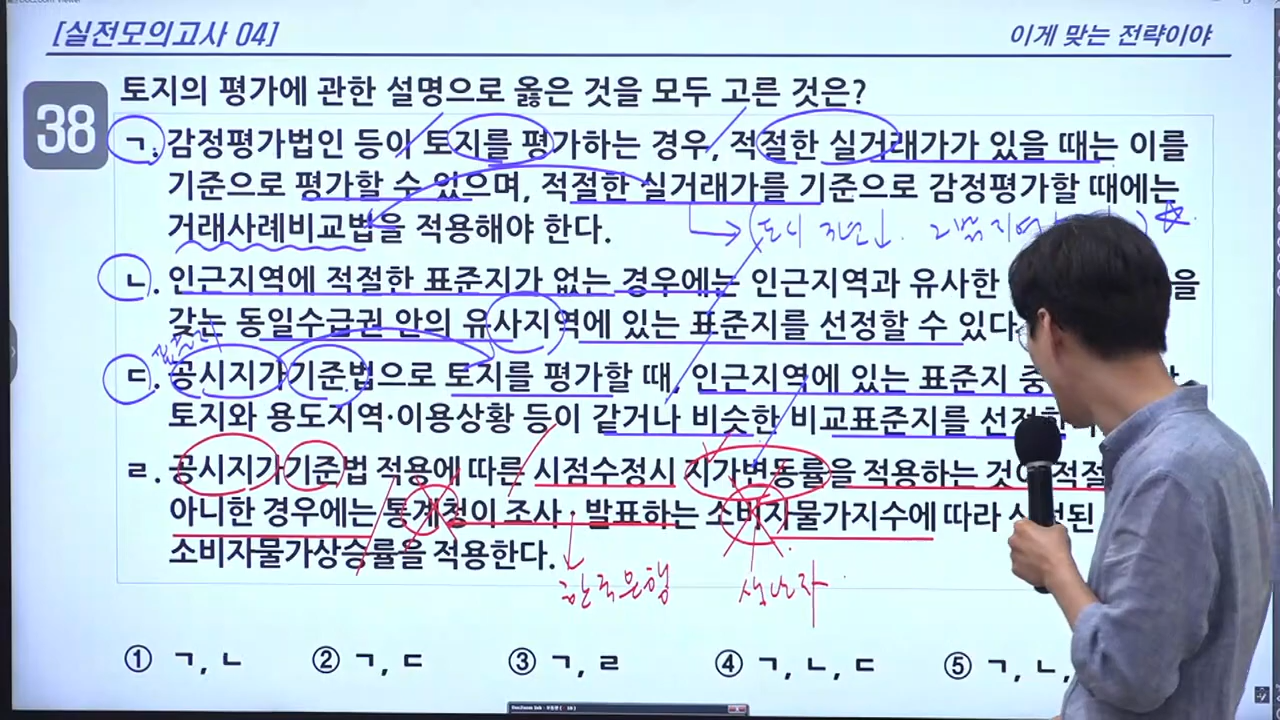 [실전모의고사 04]
이게 맞는 전략이야
38
토지의 평가에 관한 설명으로 옳은 것을 모두 고른 것은?
ㄱ. 감정평가법인 등이 토지를 평가하는 경우, 적절한 실거래가가 있을 때는 이를
기준으로 평가할 수 있으며, 적절한 실거래가를 기준으로 감정평가할 때에는
거래사례비교법을 적용해야 한다.
ㄴ. 인근지역에 적절한 표준지가 없는 경우에는 인근지역과 유사한
갖는 동일수급권 안의 유사지역에 있는 표준지를 선정할 수 있다
ㄷ. 공시지가기준법으로 토지를 평가할 때, 인근지역에 있는 표준지 중
토지와 용도지역·이용상황 등이 같거나 비슷한 비교표준지를 선정한
ㄹ. 공시지가기준법 적용에 따른 시점수정시 지가변동률을 적용하는 것이 적절
아니한 경우에는 통계청이 조사·발표하는 소비자물가지수에 따라 된
소비자물가상승률을 적용한다.
한국은행
생산자
① ㄱ, ㄴ
② ㄱ, ㄷ
③ ㄱ, ㄹ
④ ㄱ, ㄴ, ㄷ
⑤ ㄱ, ㄴ,